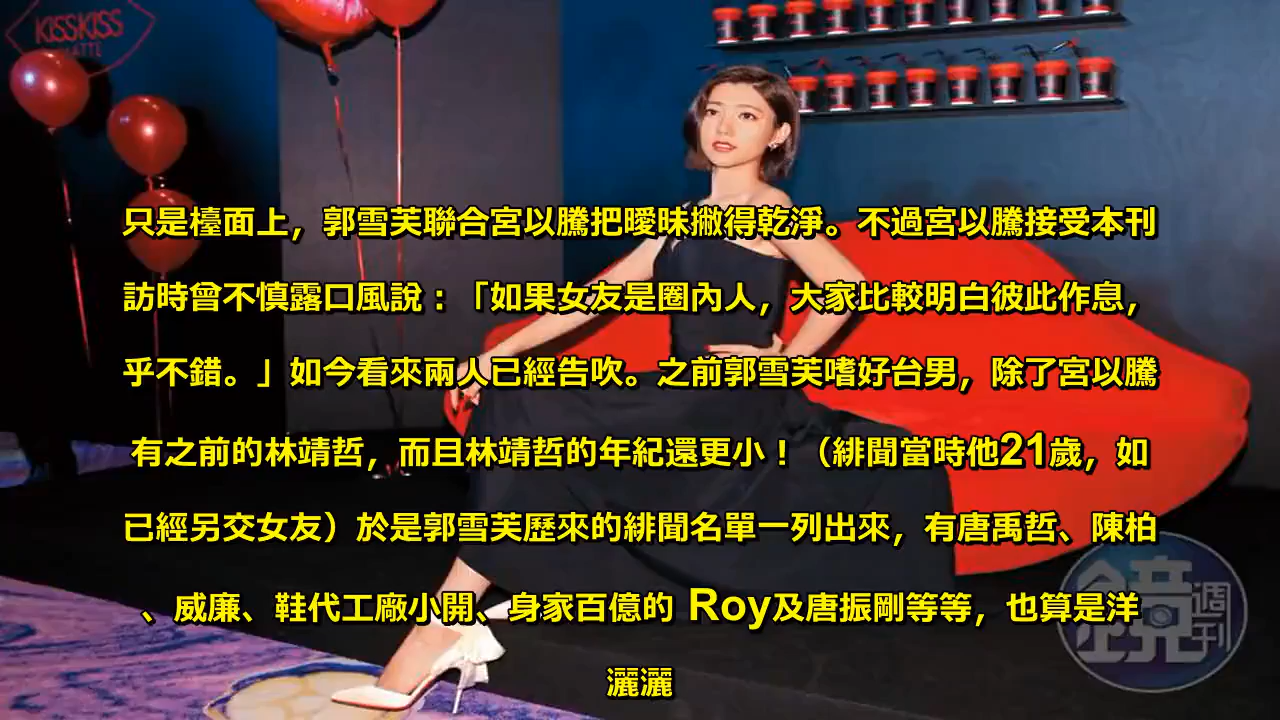 KISSKISS
MATTE
只是檯面上，郭雪芙聯合宮以騰把曖昧撇得乾淨。不過宮以騰接受本刊
訪時曾不慎露口風說：「如果女友是圈內人，大家比較明白彼此作息，
乎不錯。」如今看來兩人已經告吹。之前郭雪芙嗜好台男，除了宮以騰
有之前的林靖哲，而且林靖哲的年紀還更小！（緋聞當時他21歲，如
已經另交女友）於是郭雪芙歷來的緋聞名單一列出來，有唐禹哲、陳柏
、威廉、鞋代工廠小開、身家百億的 Roy及唐振剛等等，也算是洋
灑灑
鏡週刊